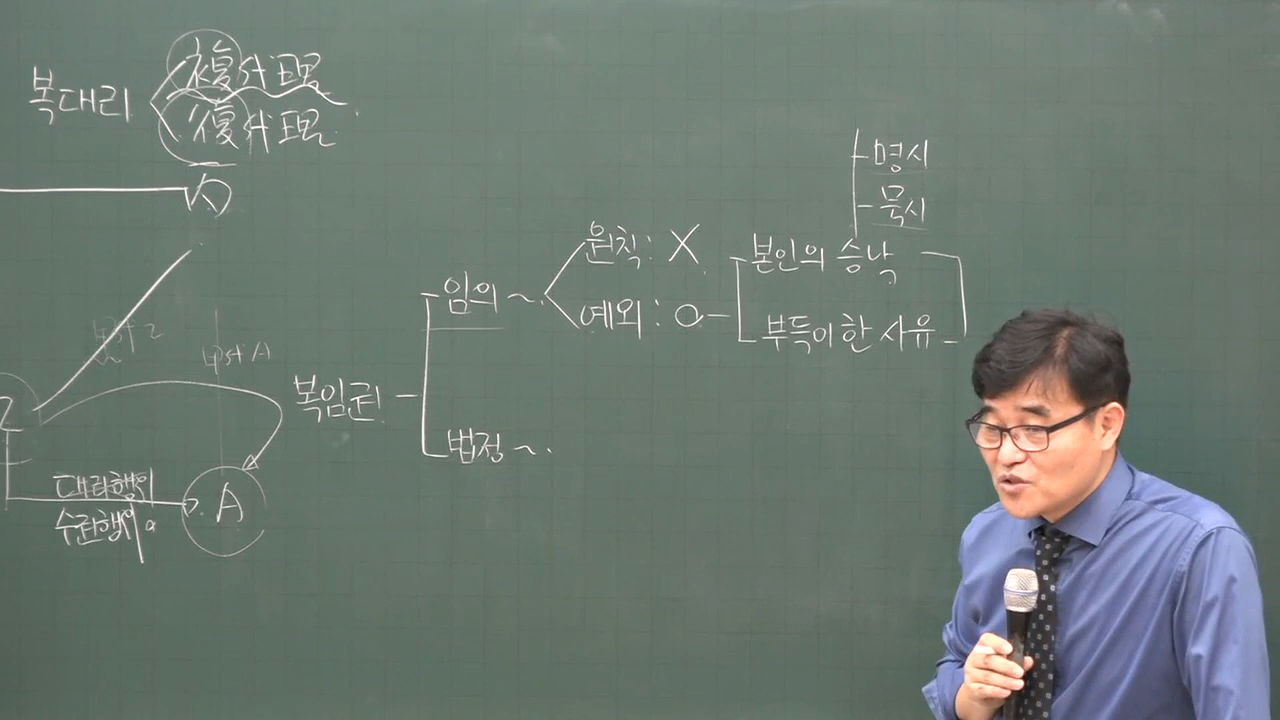 복대리
複代理
復代理
명시
묵시
원칙: X
본인의 승낙
임의 ~.
예외: O
부득이한 사유
복임권
법정 ~.
대리행위
A
수권행위